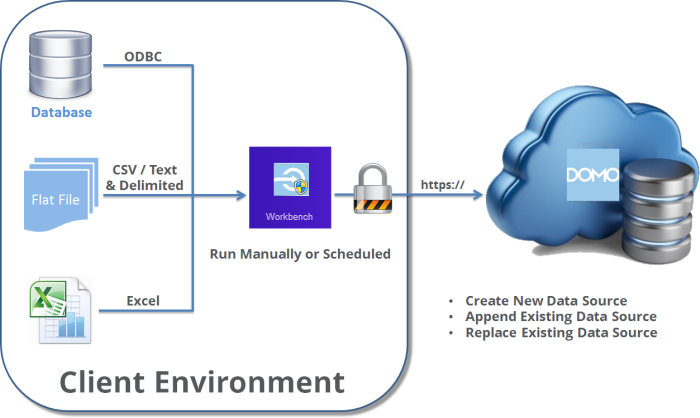 ODBC
Database
CSV / Text
& Delimited
Flat File
Workbench
https://
DOMO
Run Manually or Scheduled
Excel
• Create New Data Source
• Append Existing Data Source
• Replace Existing Data Source
Client Environment